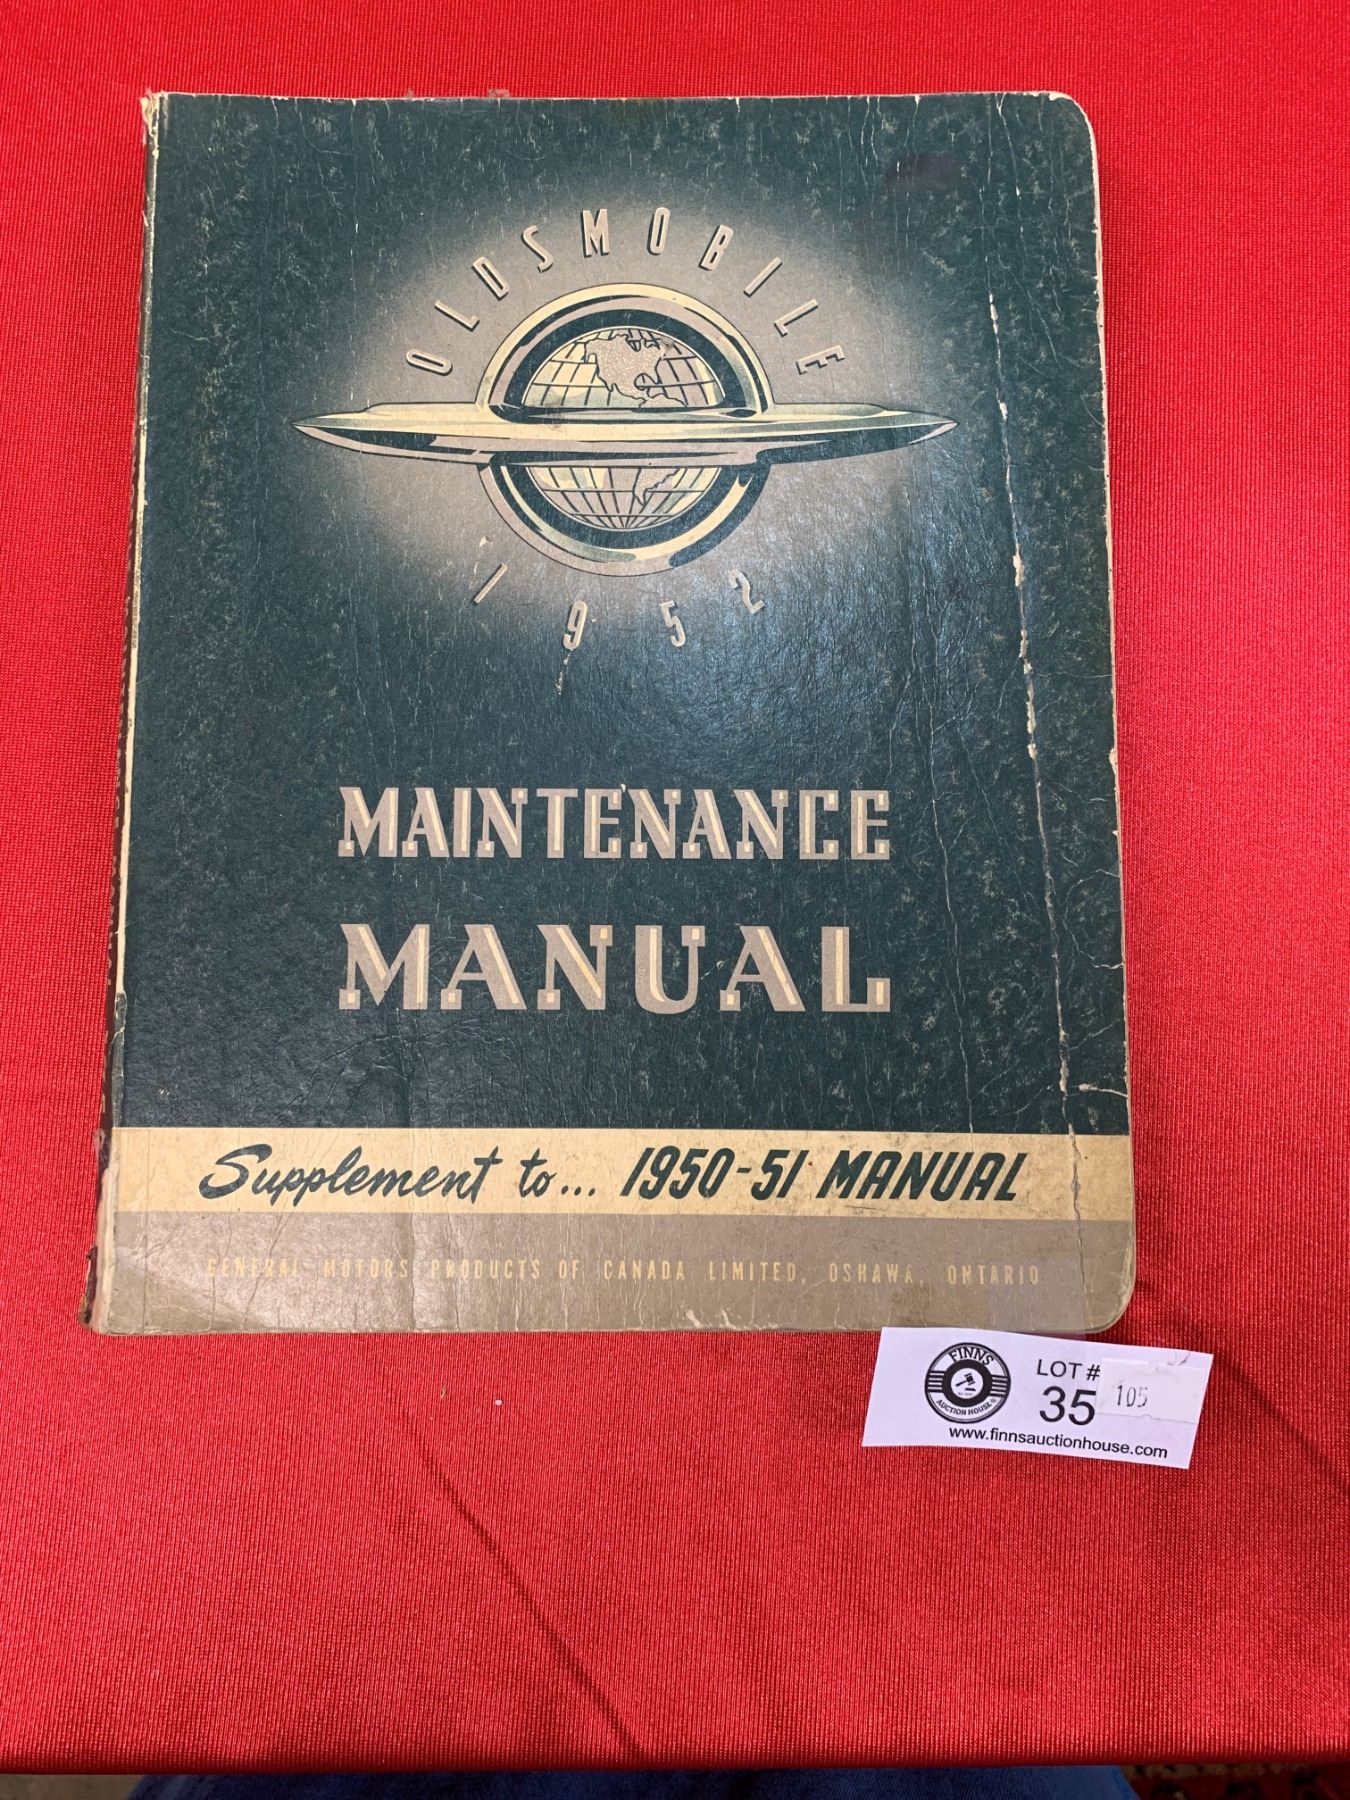 OLDSMOBILE
1952
MAINTENANCE
MANUAL
Supplement to... 1950-51 MANUAL
GENERAL MOTORS PRODUCTS OF CANADA LIMITED, OSHAWA, ONTARIO
FINNS
AUCTION HOUSE
LOT #
35
105
www.finnsauctionhouse.com